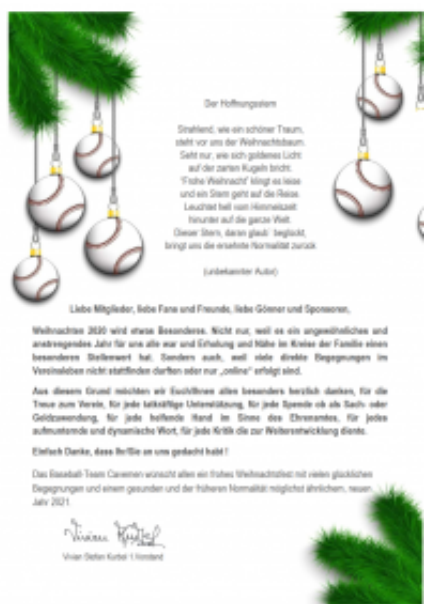 Der Hoffnungsstern
Strahlend, wie ein schöner Traum,
steht vor uns der Weihnachtsbaum.
Seht nur, wie sich goldenes Licht
auf der zarten Kugeln bricht.
"Frohe Weihnacht" klingt es leise
und ein Stern geht auf die Reise.
Leuchtet hell vom Himmelszelt
hinunter auf die ganze Welt.
Dieser Stern, daran glaub' beglückt,
bringt uns die ersehnte Normalität zurück
(unbekannter Autor)
Liebe Mitglieder, liebe Fans und Freunde, liebe Gönner und Sponsoren,
Weihnachten 2020 wird etwas Besonderes. Nicht nur, weil es ein ungewöhnliches und
anstrengendes Jahr für uns alle war und Erholung und Nähe im Kreise der Familie einen
besonderen Stellenwert hat. Sondern auch, weil viele direkte Begegnungen im
Vereinsleben nicht stattfinden durften oder nur „online“ erfolgt sind.
Aus diesem Grund möchten wir Euch/Ihnen allen besonders herzlich danken, für die
Treue zum Verein, für jede tatkräftige Unterstützung, für jede Spende ob als Sach- oder
Geldzuwendung, für jede helfende Hand im Sinne des Ehrenamtes, für jedes
aufmunternde und dynamische Wort, für jede Kritik die zur Weiterentwicklung diente.
Einfach Danke, dass Ihr/Sie an uns gedacht habt!
Das Baseball-Team Cavemen wünscht allen ein frohes Weihnachtsfest mit vielen glücklichen
Begegnungen und einem gesunden und der früheren Normalität möglichst ähnlichem, neuen
Jahr 2021.
Vivian Stefan Kurbel 1.Vorstand